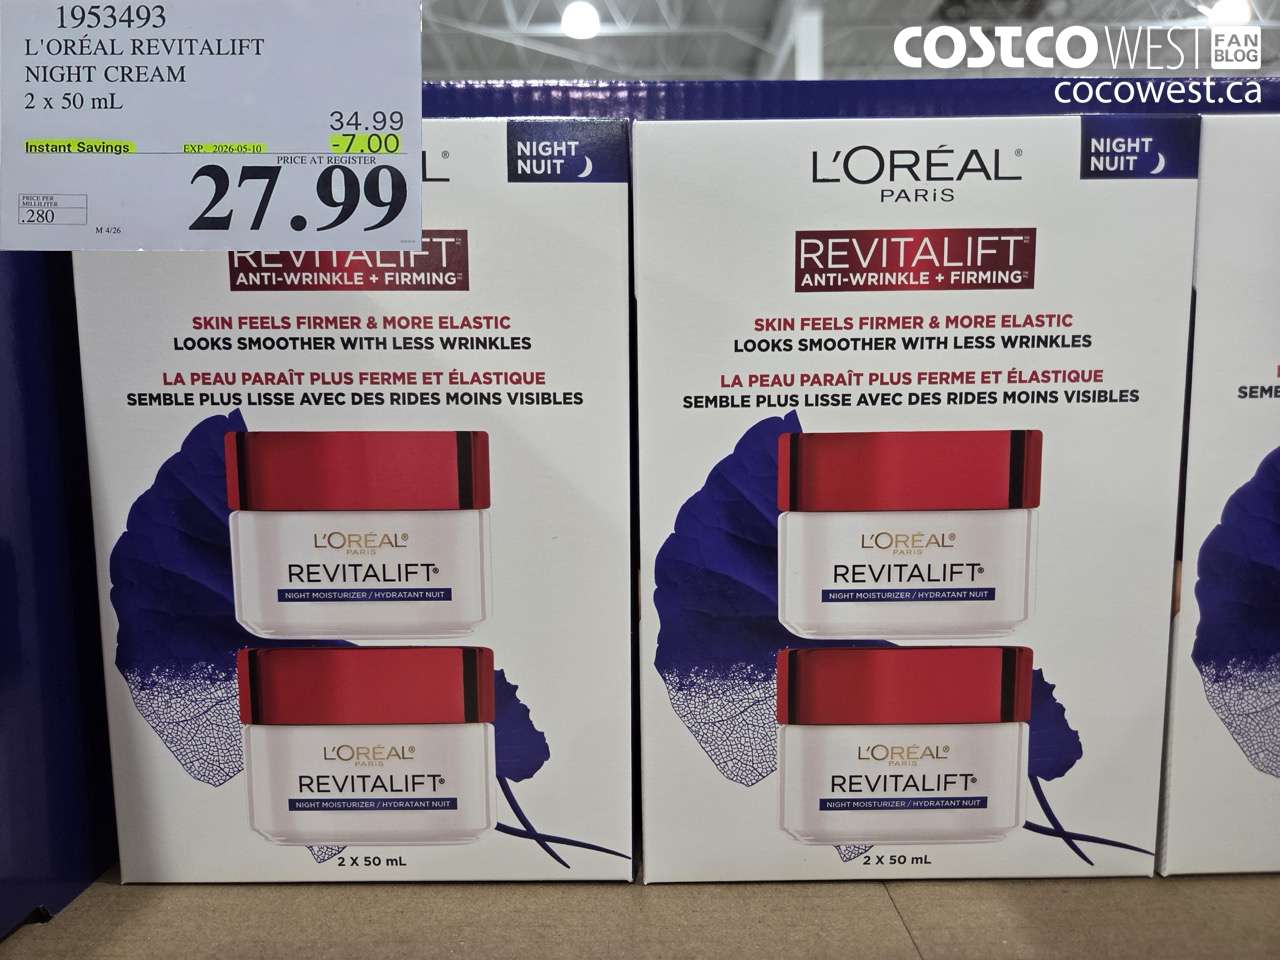 1953493
L'ORÉAL REVITALIFT
NIGHT CREAM
2 x 50 mL
34.99
Instant Savings EXP. 2026-05-10 -7.00
PRICE AT REGISTER
27.99
PRICE PER
MILLILITER
.280
M 4/26
COSTCO WEST FAN BLOG
cocowest.ca
L®
NIGHT
NUIT
REVITALIFT
ANTI-WRINKLE + FIRMING
SKIN FEELS FIRMER & MORE ELASTIC
LOOKS SMOOTHER WITH LESS WRINKLES
LA PEAU PARAÎT PLUS FERME ET ÉLASTIQUE
SEMBLE PLUS LISSE AVEC DES RIDES MOINS VISIBLES
L'ORÉAL®
PARIS
REVITALIFT®
NIGHT MOISTURIZER / HYDRATANT NUIT
L'ORÉAL®
PARIS
REVITALIFT®
NIGHT MOISTURIZER / HYDRATANT NUIT
2 X 50 mL
NIGHT
NUIT
L'ORÉAL®
PARiS
REVITALIFT
ANTI-WRINKLE + FIRMING
SKIN FEELS FIRMER & MORE ELASTIC
LOOKS SMOOTHER WITH LESS WRINKLES
LA PEAU PARAÎT PLUS FERME ET ÉLASTIQUE
SEMBLE PLUS LISSE AVEC DES RIDES MOINS VISIBLES
L'ORÉAL®
PARIS
REVITALIFT®
NIGHT MOISTURIZER / HYDRATANT NUIT
L'ORÉAL®
PARIS
REVITALIFT®
NIGHT MOISTURIZER / HYDRATANT NUIT
2 X 50 mL
SEME